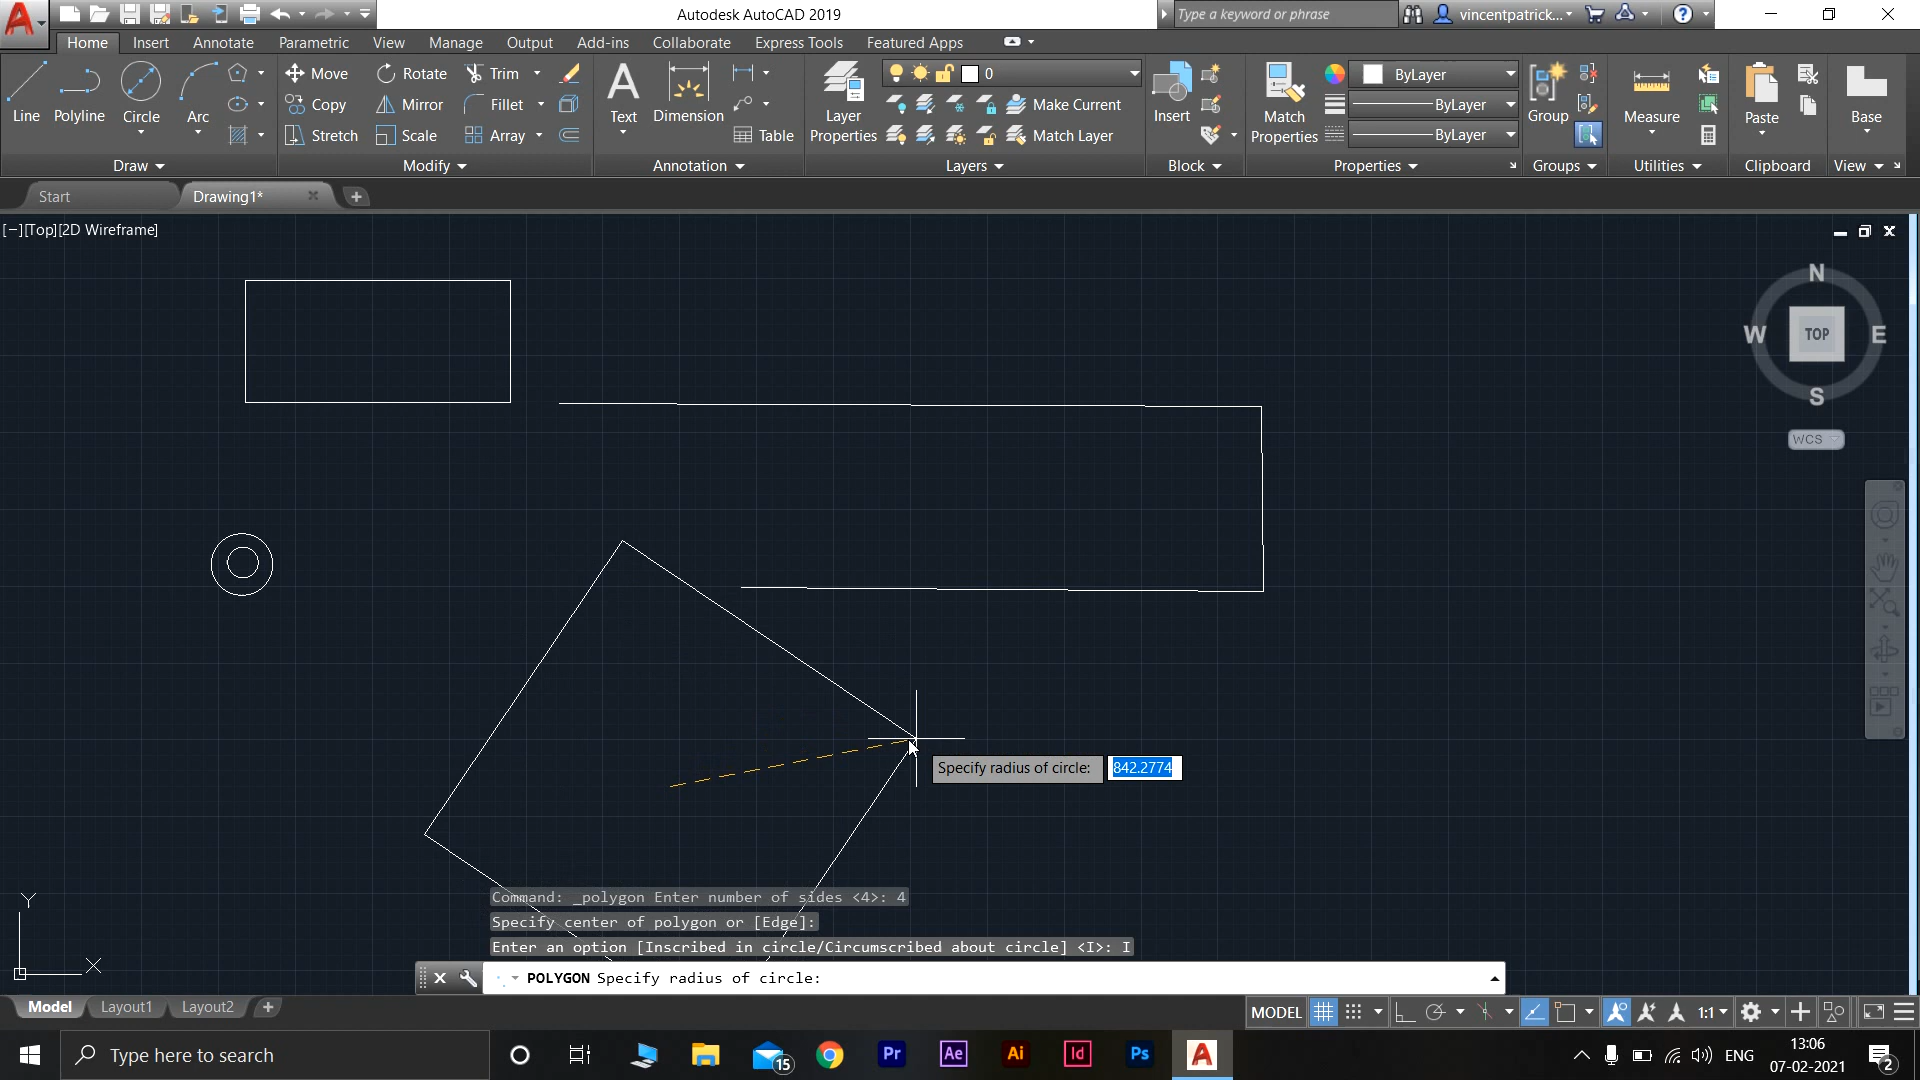 Autodesk AutoCAD 2019
Type a keyword or phrase
vincentpatrick...
Home Insert Annotate Parametric View Manage Output Add-ins Collaborate Express Tools Featured Apps
Line Polyline Circle Arc
Move Rotate Trim
Copy Mirror Fillet
Stretch Scale Array
Text Dimension Table
Layer Properties
0
Make Current
Match Layer
Insert
Match Properties
ByLayer
ByLayer
ByLayer
Group Measure Paste Base
Draw Modify Annotation Layers Block Properties Groups Utilities Clipboard View
Start Drawing1*
[−][Top][2D Wireframe]
N
W TOP E
S
WCS
Specify radius of circle: 842.2774
Command: _polygon Enter number of sides <4>: 4
Specify center of polygon or [Edge]:
Enter an option [Inscribed in circle/Circumscribed about circle] <I>: I
POLYGON Specify radius of circle:
Y
X
Model Layout1 Layout2
MODEL 1:1
Type here to search
15
Pr Ae Ai Id Ps A
ENG
13:06
07-02-2021
2